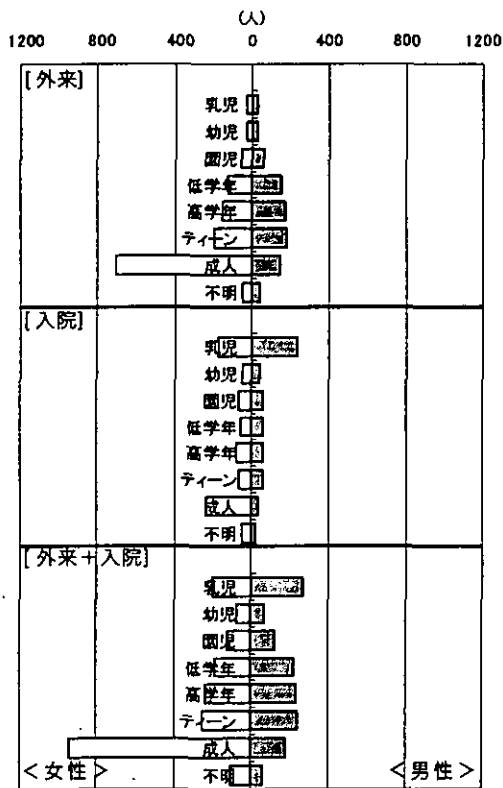 (人)
1200 800 400 0 400 800 1200
[外来]
乳児
幼児
園児
低学年
高学年
ティーン
成人
不明
[入院]
乳児
幼児
園児
低学年
高学年
ティーン
成人
不明
[外来+入院]
乳児
幼児
園児
低学年
高学年
ティーン
成人
不明
<女性> <男性>